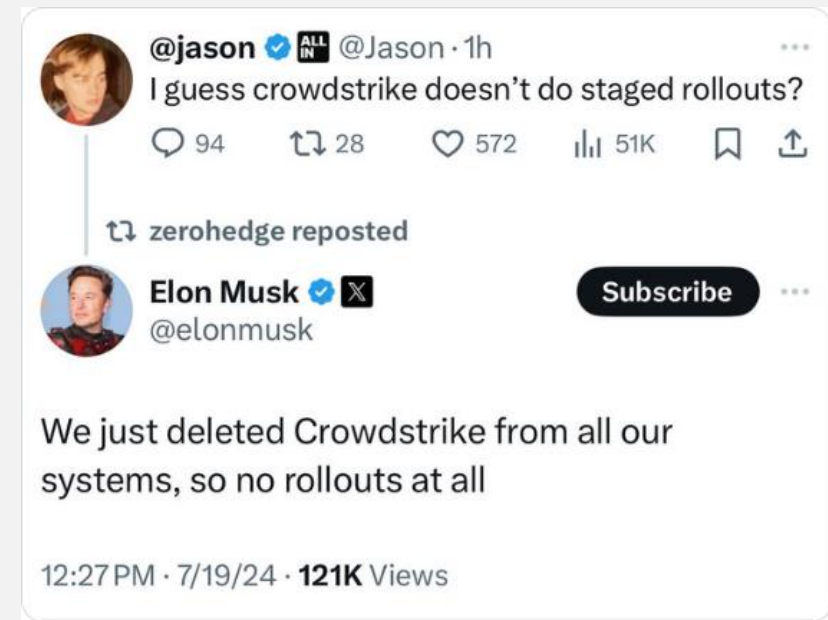 @jason ALL IN @Jason · 1h
I guess crowdstrike doesn’t do staged rollouts?
94 28 572 51K
zerohedge reposted
Elon Musk X Subscribe
@elonmusk
We just deleted Crowdstrike from all our
systems, so no rollouts at all
12:27 PM · 7/19/24 · 121K Views